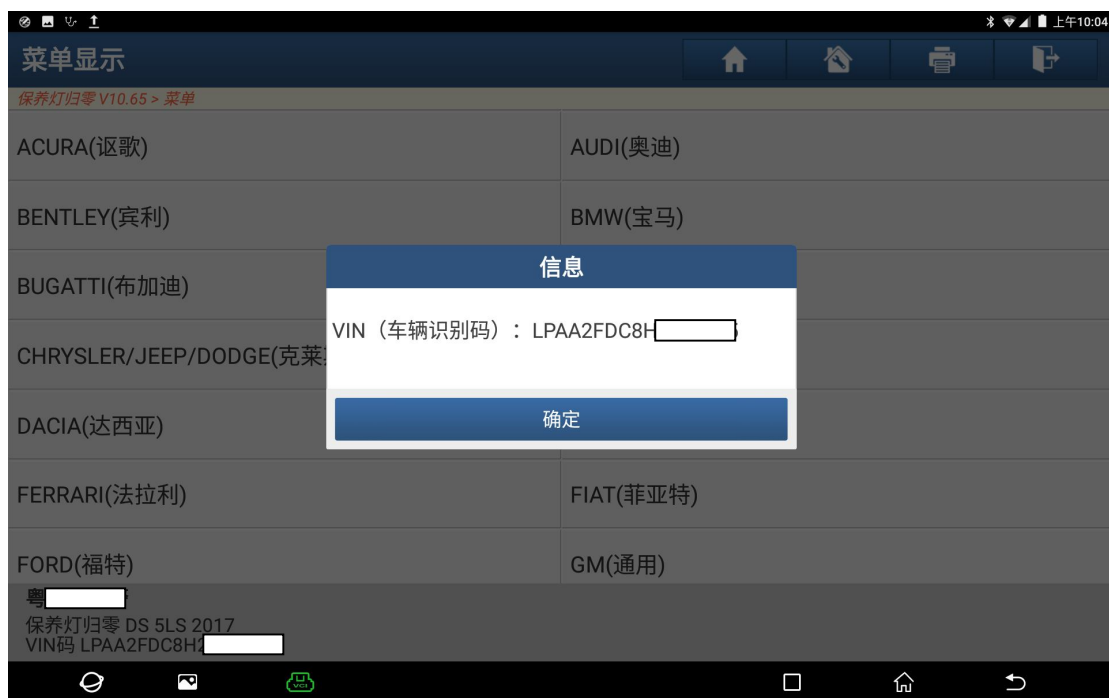 上午10:04
菜单显示
保养灯归零 V10.65 > 菜单
ACURA(讴歌)
AUDI(奥迪)
BENTLEY(宾利)
BMW(宝马)
BUGATTI(布加迪)
CHRYSLER/JEEP/DODGE(克莱
DACIA(达西亚)
FERRARI(法拉利)
FIAT(菲亚特)
FORD(福特)
GM(通用)
信息
VIN（车辆识别码）：LPAA2FDC8H
确定
粤
保养灯归零 DS 5LS 2017
VIN码 LPAA2FDC8H
VCI